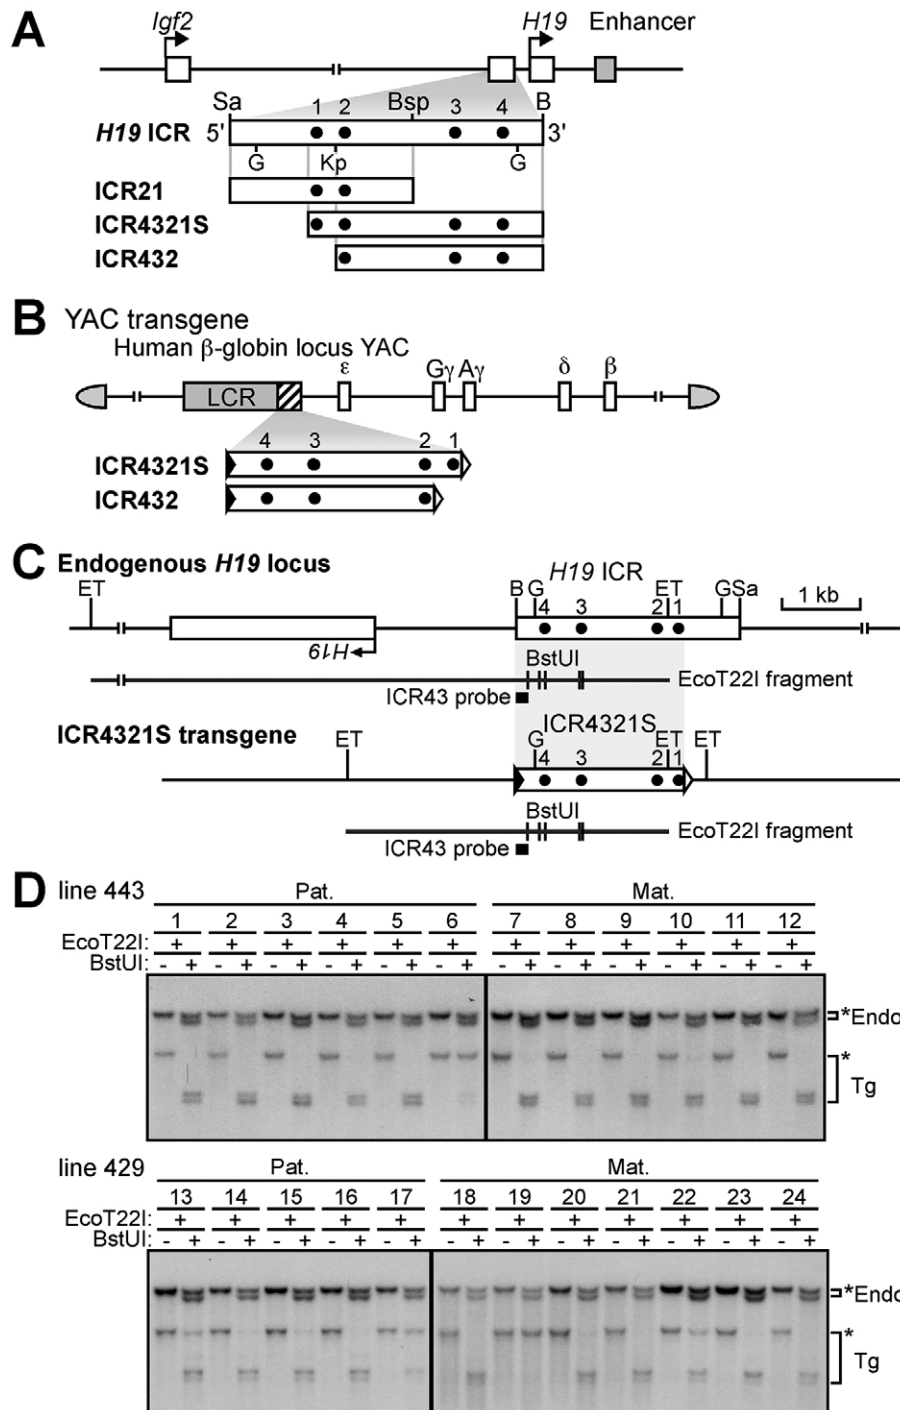 A
Igf2 H19 Enhancer
Sa 1 2 Bsp 3 4 B
H19 ICR 5' 3'
G Kp G
ICR21
ICR4321S
ICR432
B YAC transgene
Human β-globin locus YAC
LCR ε Gγ Aγ δ β
4 3 2 1
ICR4321S
ICR432
C Endogenous H19 locus
H19 ICR
ET B G 4 3 2 ET 1 G Sa 1 kb
H19
BstUI
EcoT22I fragment
ICR43 probe
ICR4321S transgene
ICR4321S
ET G 4 3 2 ET 1 ET
BstUI
EcoT22I fragment
ICR43 probe
D line 443 Pat. Mat.
1 2 3 4 5 6 7 8 9 10 11 12
EcoT22I: + + + + + + + + + + + +
BstUI: - + - + - + - + - + - + - + - + - + - + - + - +
*Endo
*
Tg
line 429 Pat. Mat.
13 14 15 16 17 18 19 20 21 22 23 24
EcoT22I: + + + + + + + + + + + +
BstUI: - + - + - + - + - + - + - + - + - + - + - + - +
*Endo
*
Tg